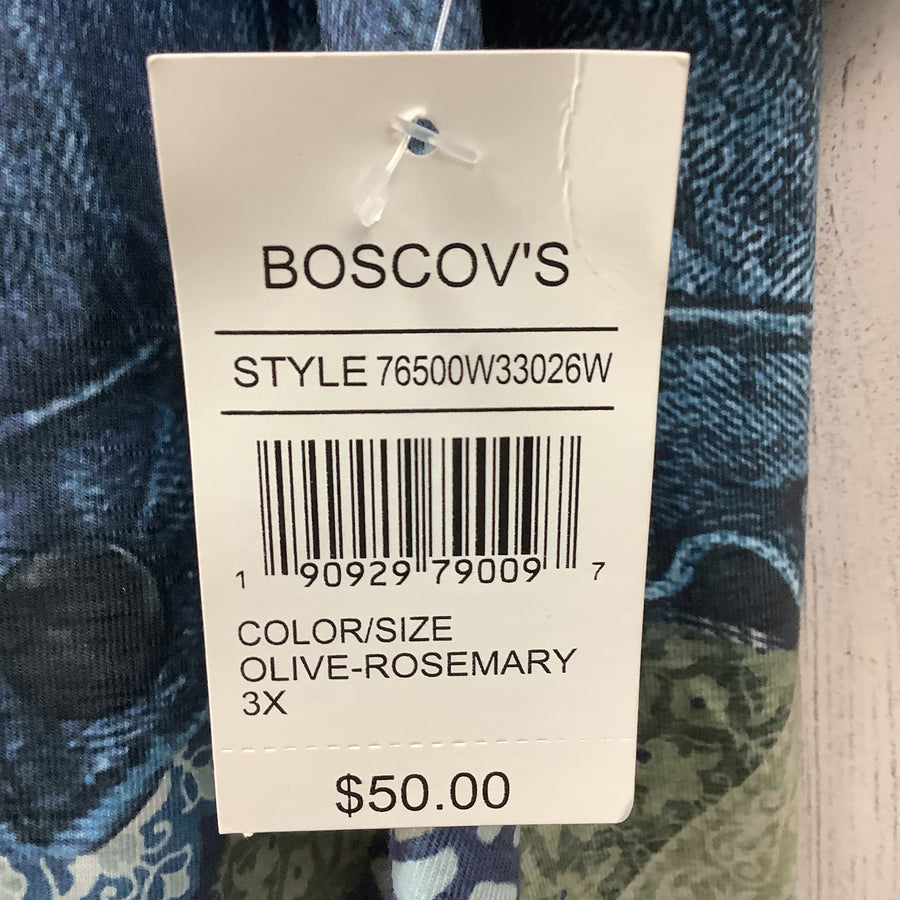 BOSCOV'S
STYLE 76500W33026W
1 90929 79009 7
COLOR/SIZE
OLIVE-ROSEMARY
3X
$50.00